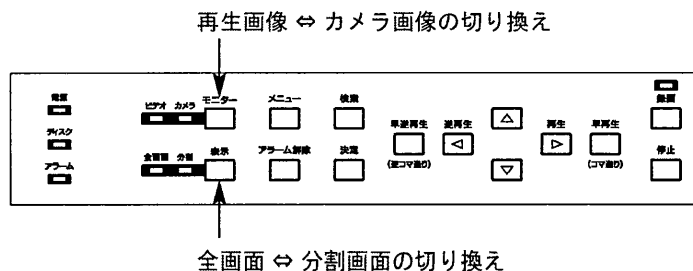 再生画像 ⇔ カメラ画像の切り換え
電源
ビデオ カメラ モニター メニュー 検索 録画
ディスク
早逆再生 逆再生 再生 早再生
(逆コマ送り) (コマ送り)
アラーム
全画面 分割 表示 アラーム解除 決定 停止
全画面 ⇔ 分割画面の切り換え